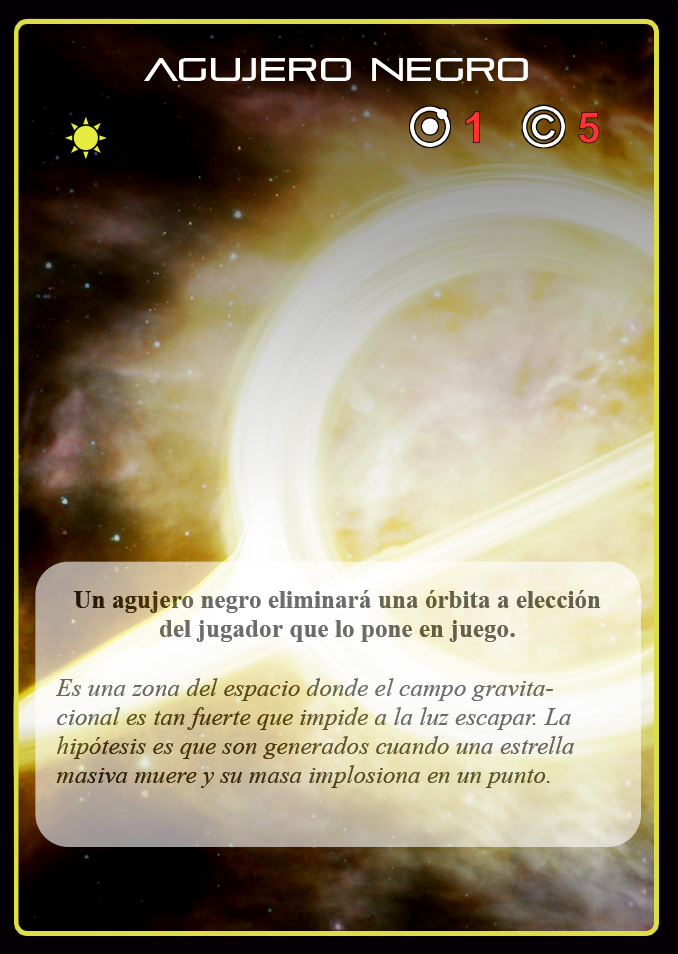 AGUJERO NEGRO
1 © 5
Un agujero negro eliminará una órbita a elección
del jugador que lo pone en juego.
Es una zona del espacio donde el campo gravita-
cional es tan fuerte que impide a la luz escapar. La
hipótesis es que son generados cuando una estrella
masiva muere y su masa implosiona en un punto.